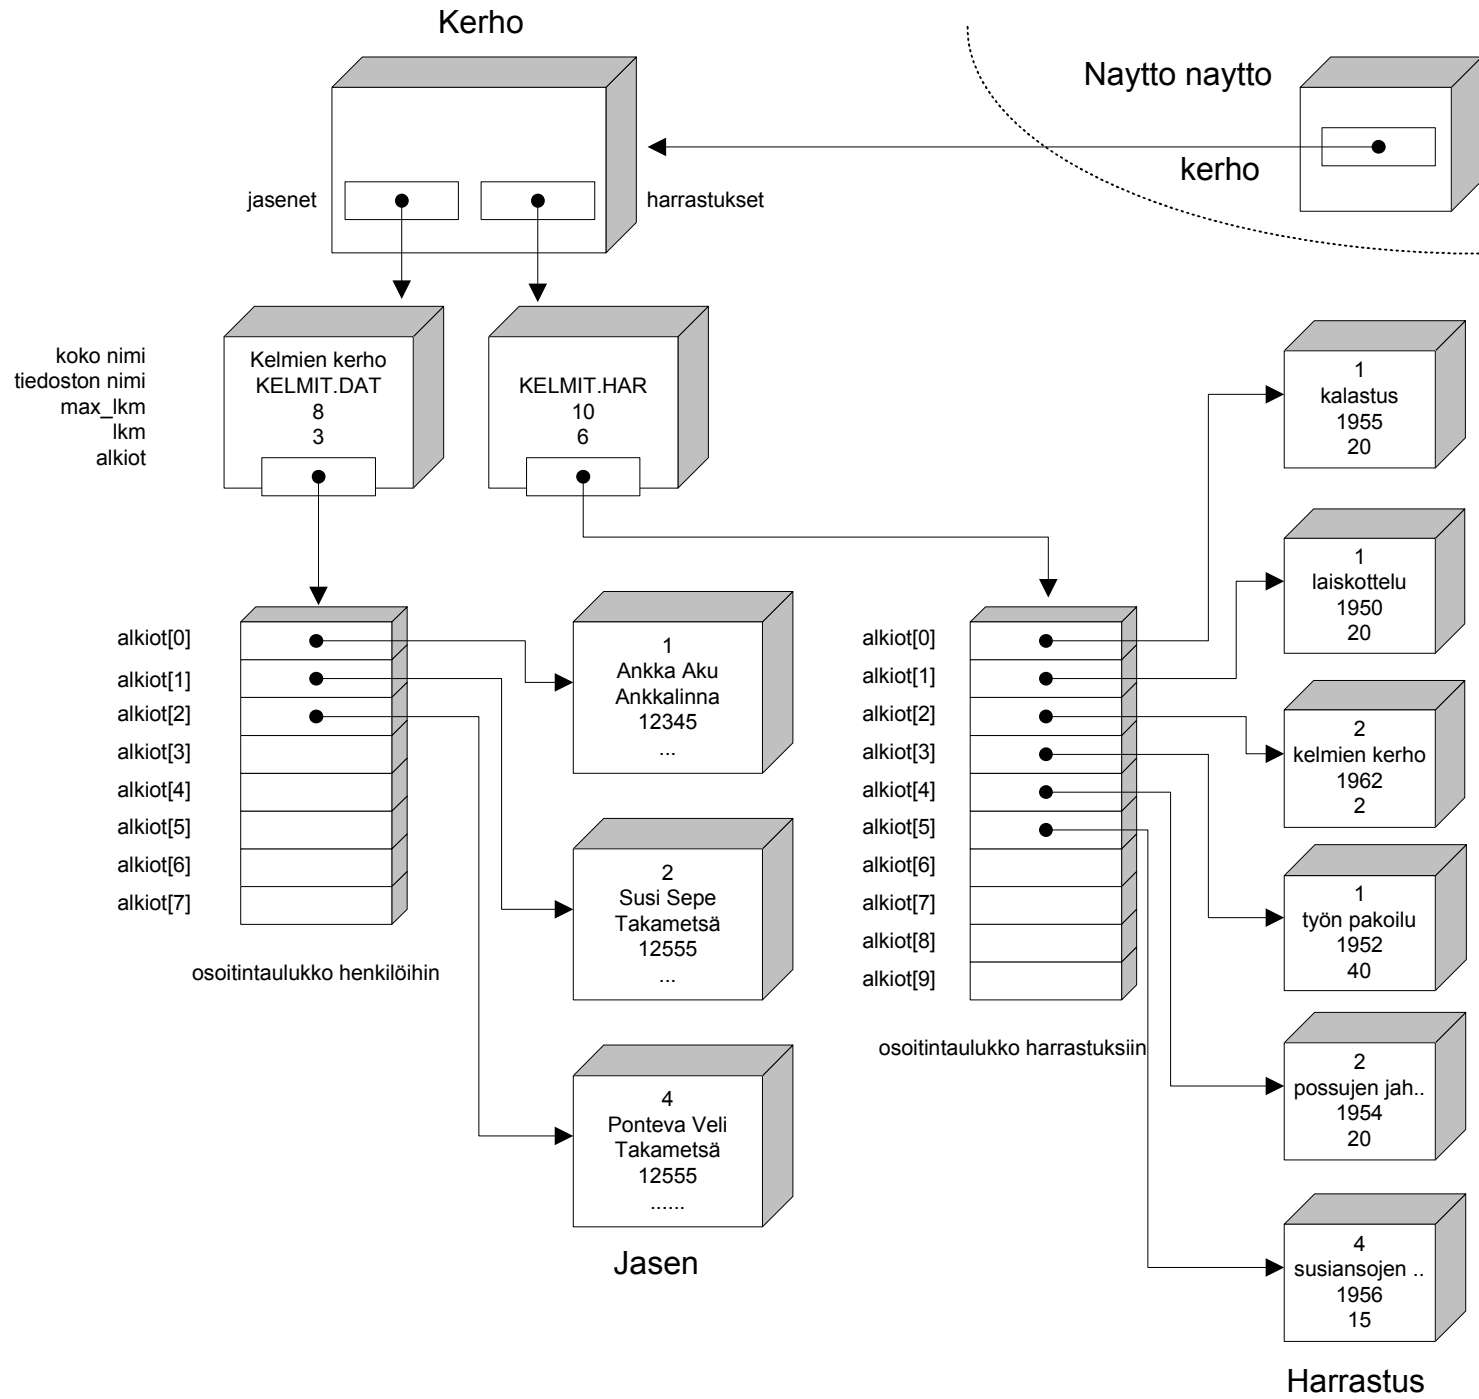 Kerho
Naytto naytto
kerho
jasenet
harrastukset
koko nimi
tiedoston nimi
max_lkm
lkm
alkiot
Kelmien kerho
KELMIT.DAT
8
3
KELMIT.HAR
10
6
alkiot[0]
alkiot[1]
alkiot[2]
alkiot[3]
alkiot[4]
alkiot[5]
alkiot[6]
alkiot[7]
osoitintaulukko henkilöihin
1
Ankka Aku
Ankkalinna
12345
...
2
Susi Sepe
Takametsä
12555
...
4
Ponteva Veli
Takametsä
12555
......
Jasen
alkiot[0]
alkiot[1]
alkiot[2]
alkiot[3]
alkiot[4]
alkiot[5]
alkiot[6]
alkiot[7]
alkiot[8]
alkiot[9]
osoitintaulukko harrastuksiin
1
kalastus
1955
20
1
laiskottelu
1950
20
2
kelmien kerho
1962
2
1
työn pakoilu
1952
40
2
possujen jah..
1954
20
4
susiansojen ..
1956
15
Harrastus